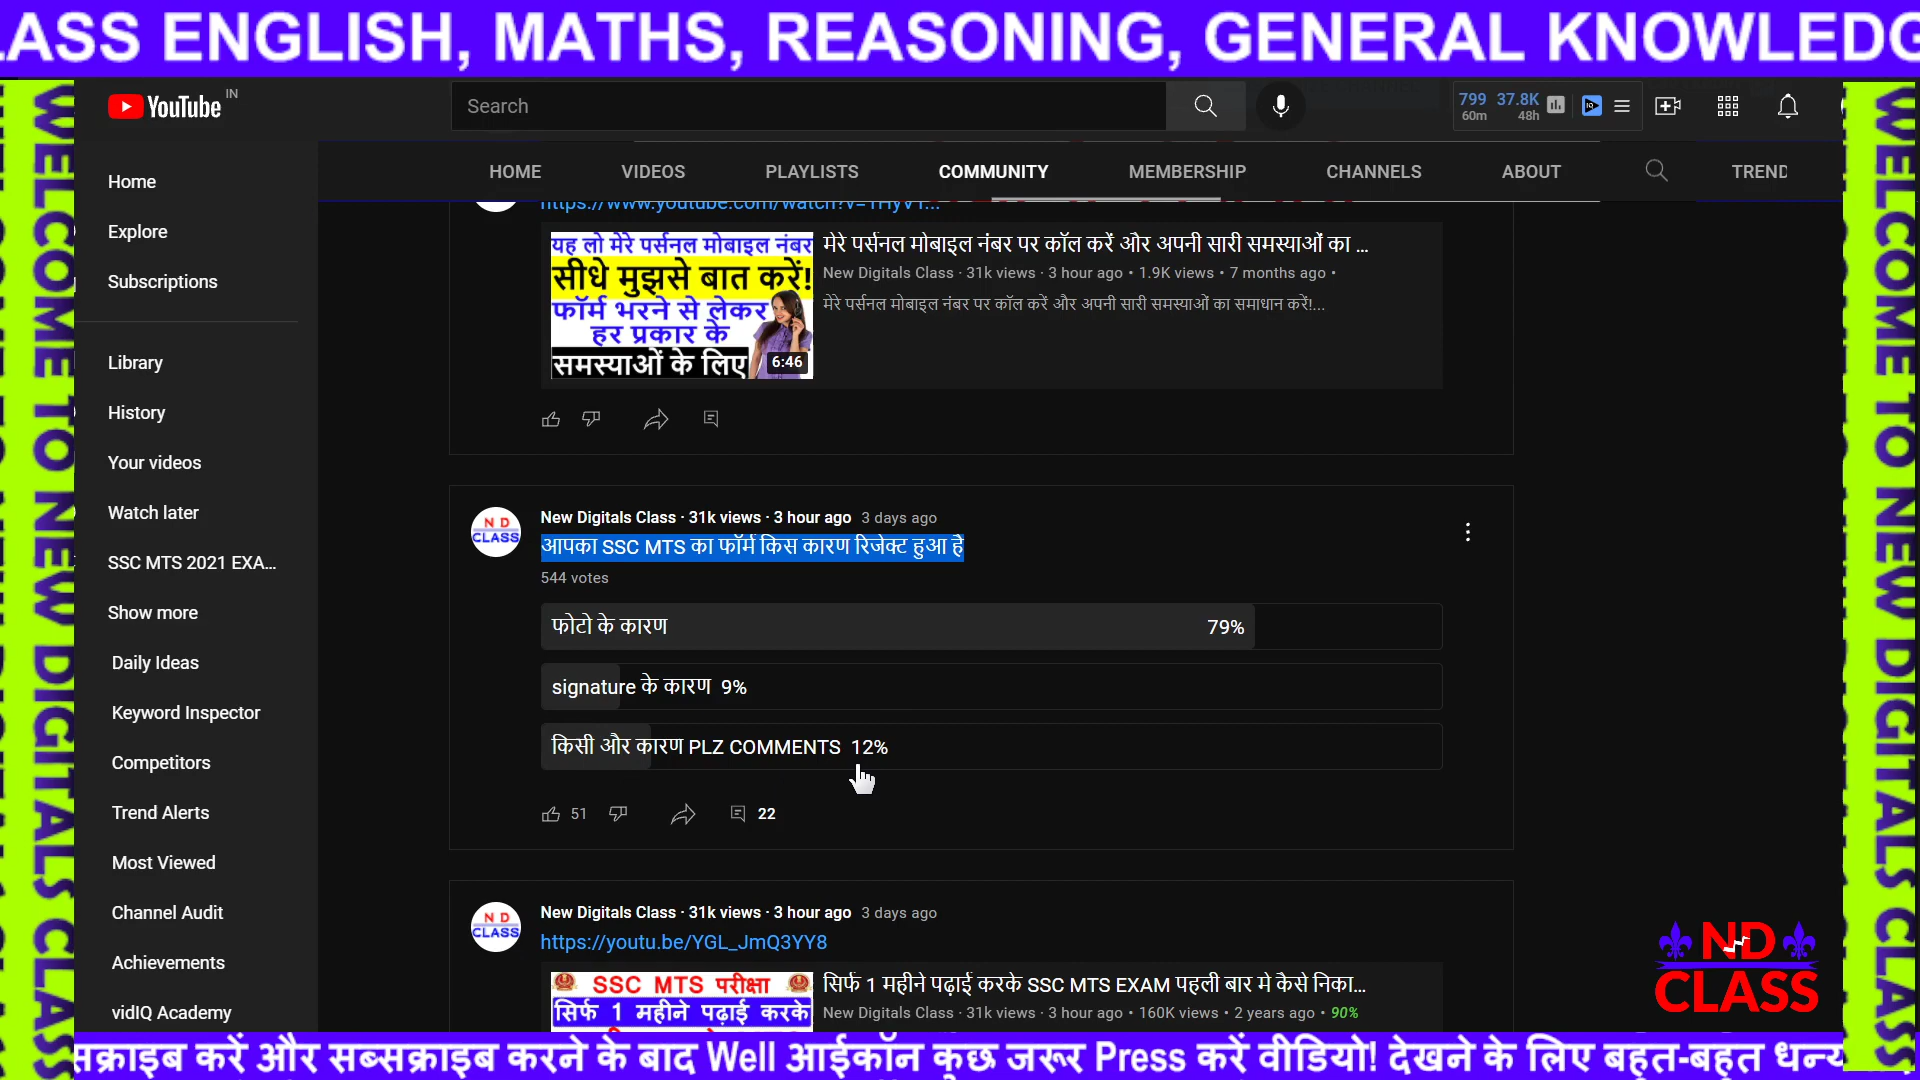 LASS ENGLISH, MATHS, REASONING, GENERAL KNOWLEDG
YouTube IN
Search
799 37.8K
60m 48h
HOME VIDEOS PLAYLISTS COMMUNITY MEMBERSHIP CHANNELS ABOUT TREND
Home
Explore
Subscriptions
Library
History
Your videos
Watch later
SSC MTS 2021 EXA...
Show more
Daily Ideas
Keyword Inspector
Competitors
Trend Alerts
Most Viewed
Channel Audit
Achievements
vidIQ Academy
यह लो मेरे पर्सनल मोबाइल नंबर
सीधे मुझसे बात करें!
फॉर्म भरने से लेकर
हर प्रकार के
समस्याओं के लिए
6:46
मेरे पर्सनल मोबाइल नंबर पर कॉल करें और अपनी सारी समस्याओं का ...
New Digitals Class · 31k views · 3 hour ago • 1.9K views • 7 months ago •
मेरे पर्सनल मोबाइल नंबर पर कॉल करें और अपनी सारी समस्याओं का समाधान करें!...
N D
CLASS
New Digitals Class · 31k views · 3 hour ago 3 days ago
आपका SSC MTS का फॉर्म किस कारण रिजेक्ट हुआ है
544 votes
फोटो के कारण 79%
signature के कारण 9%
किसी और कारण PLZ COMMENTS 12%
51 22
N D
CLASS
New Digitals Class · 31k views · 3 hour ago 3 days ago
https://youtu.be/YGL_JmQ3YY8
SSC MTS परीक्षा
सिर्फ 1 महीने पढ़ाई करके
सिर्फ 1 महीने पढ़ाई करके SSC MTS EXAM पहली बार मे कैसे निका...
New Digitals Class · 31k views · 3 hour ago • 160K views • 2 years ago • 90%
ND
CLASS
WELCOME TO NEW DIGITALS CLASS
WELCOME TO NEW DIGITALS CLASS
सक्राइब करें और सब्सक्राइब करने के बाद Well आईकॉन कुछ जरूर Press करें वीडियो! देखने के लिए बहुत-बहुत धन्य